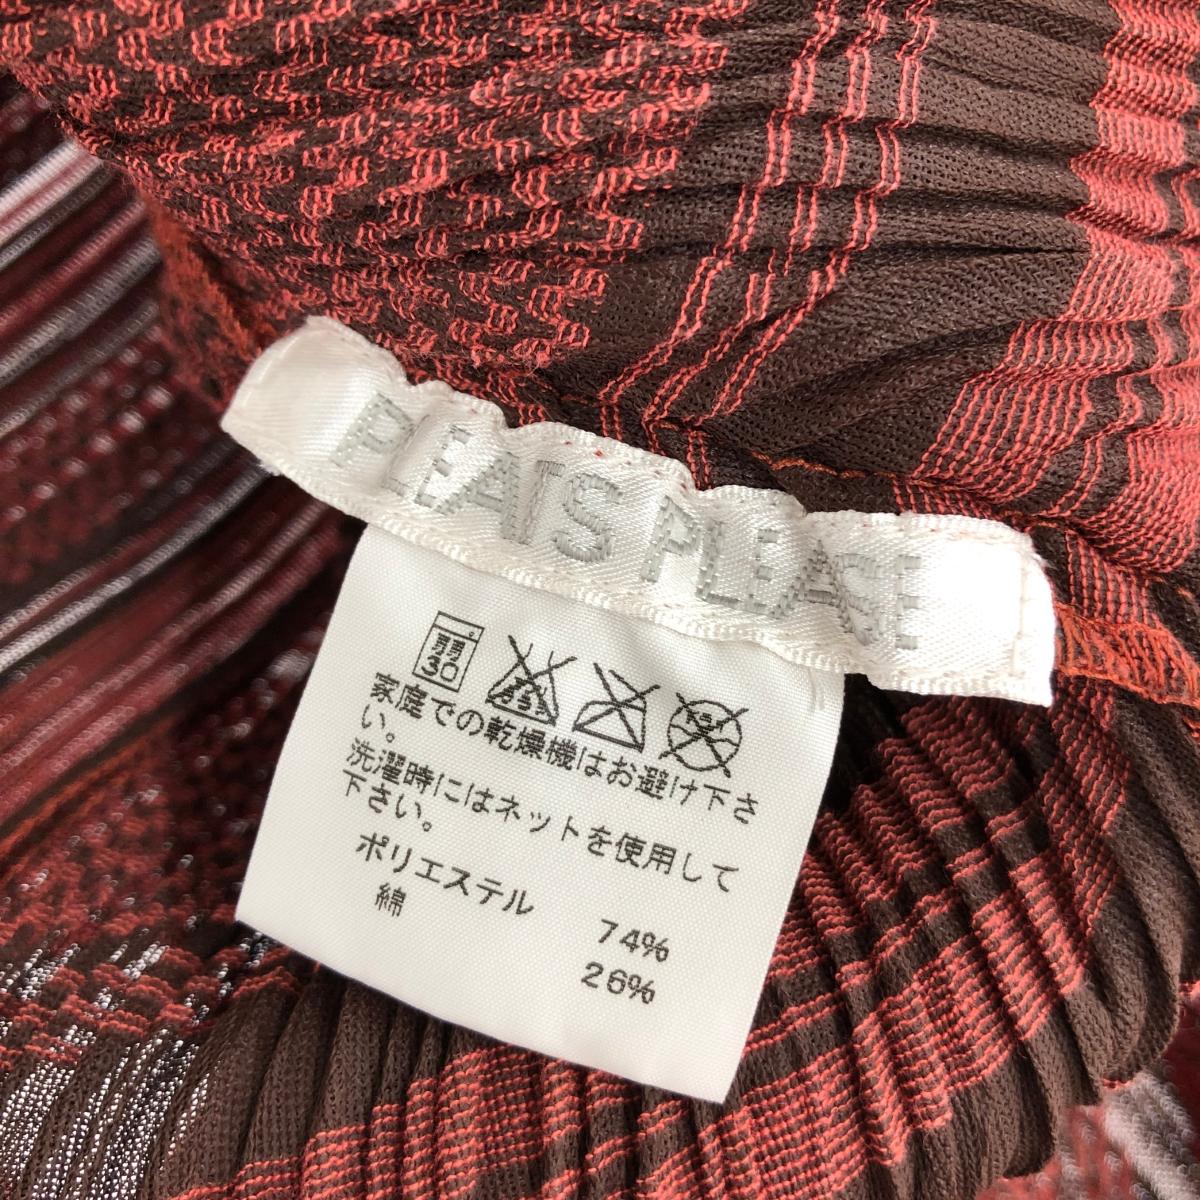 PLEATS PLEASE
弱 30
家庭での乾燥機はお避け下さ
い。
洗濯時にはネットを使用して
下さい。
ポリエステル 74%
綿 26%